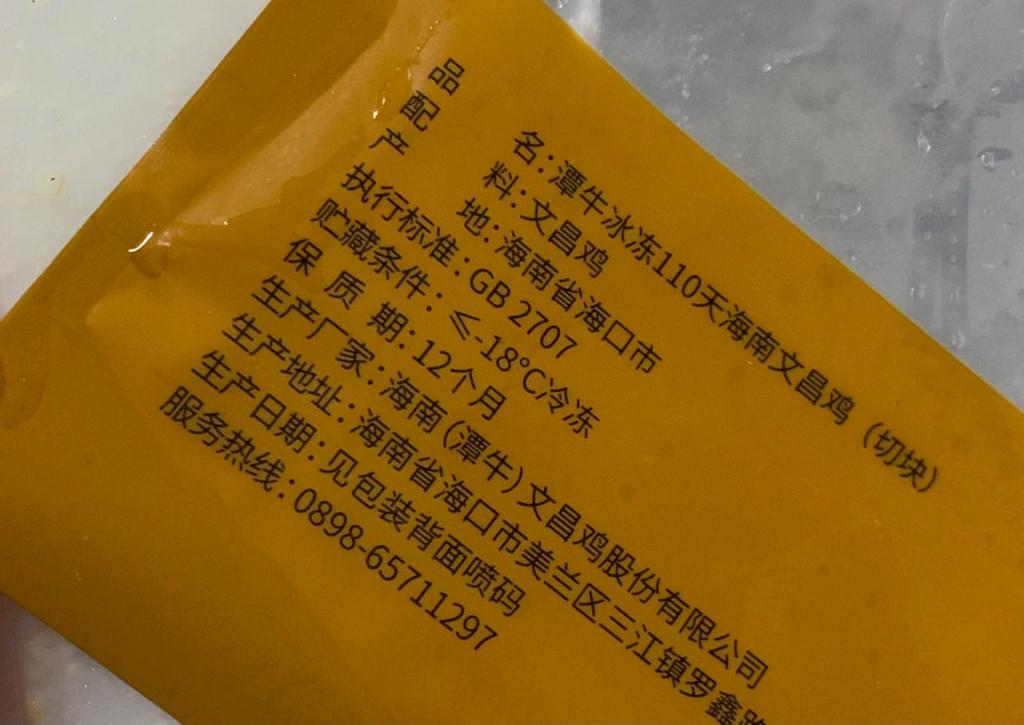 品 名：潭牛冰冻110天海南文昌鸡（切块）
配 料：文昌鸡
产 地：海南省海口市
执行标准：GB 2707
贮藏条件：≤-18℃冷冻
保 质 期：12个月
生产厂家：海南（潭牛）文昌鸡股份有限公司
生产地址：海南省海口市美兰区三江镇罗鑫路
生产日期：见包装背面喷码
服务热线：0898-65711297